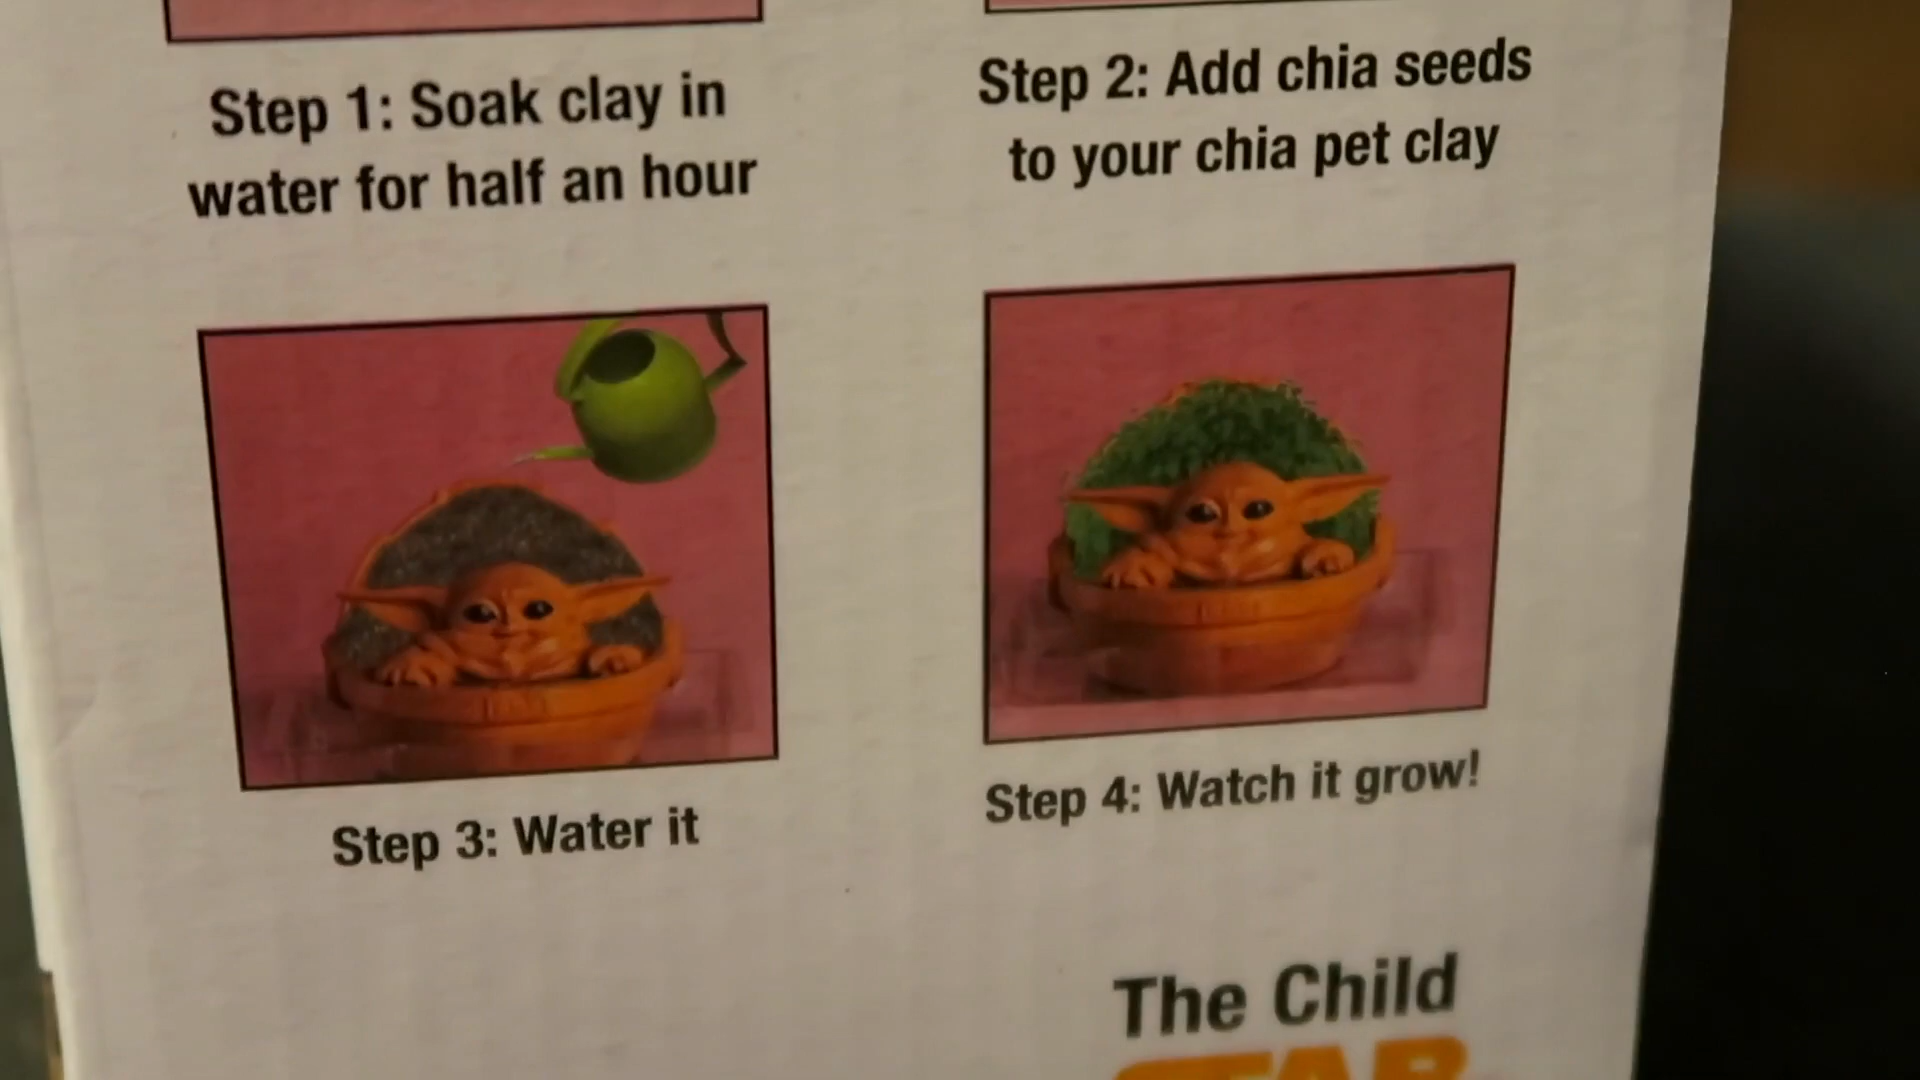 Step 1: Soak clay in
water for half an hour
Step 2: Add chia seeds
to your chia pet clay
Step 3: Water it
Step 4: Watch it grow!
The Child
STAR